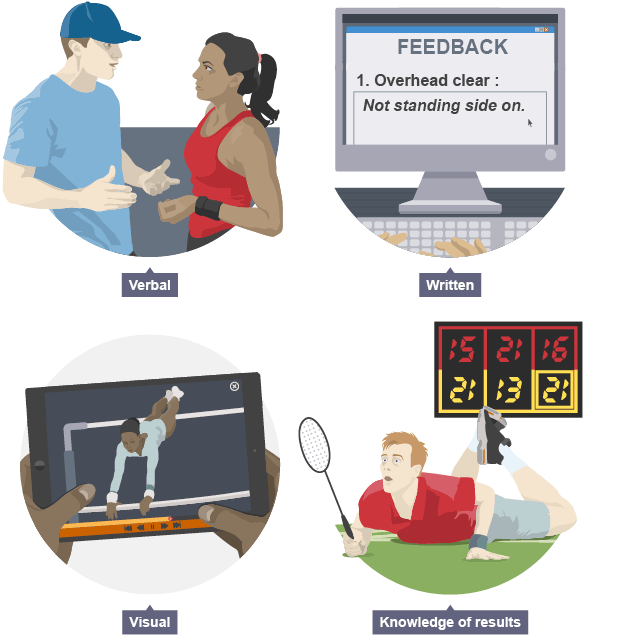 FEEDBACK
1. Overhead clear :
Not standing side on.
Verbal
Written
15 21 16
21 13 21
Visual
Knowledge of results